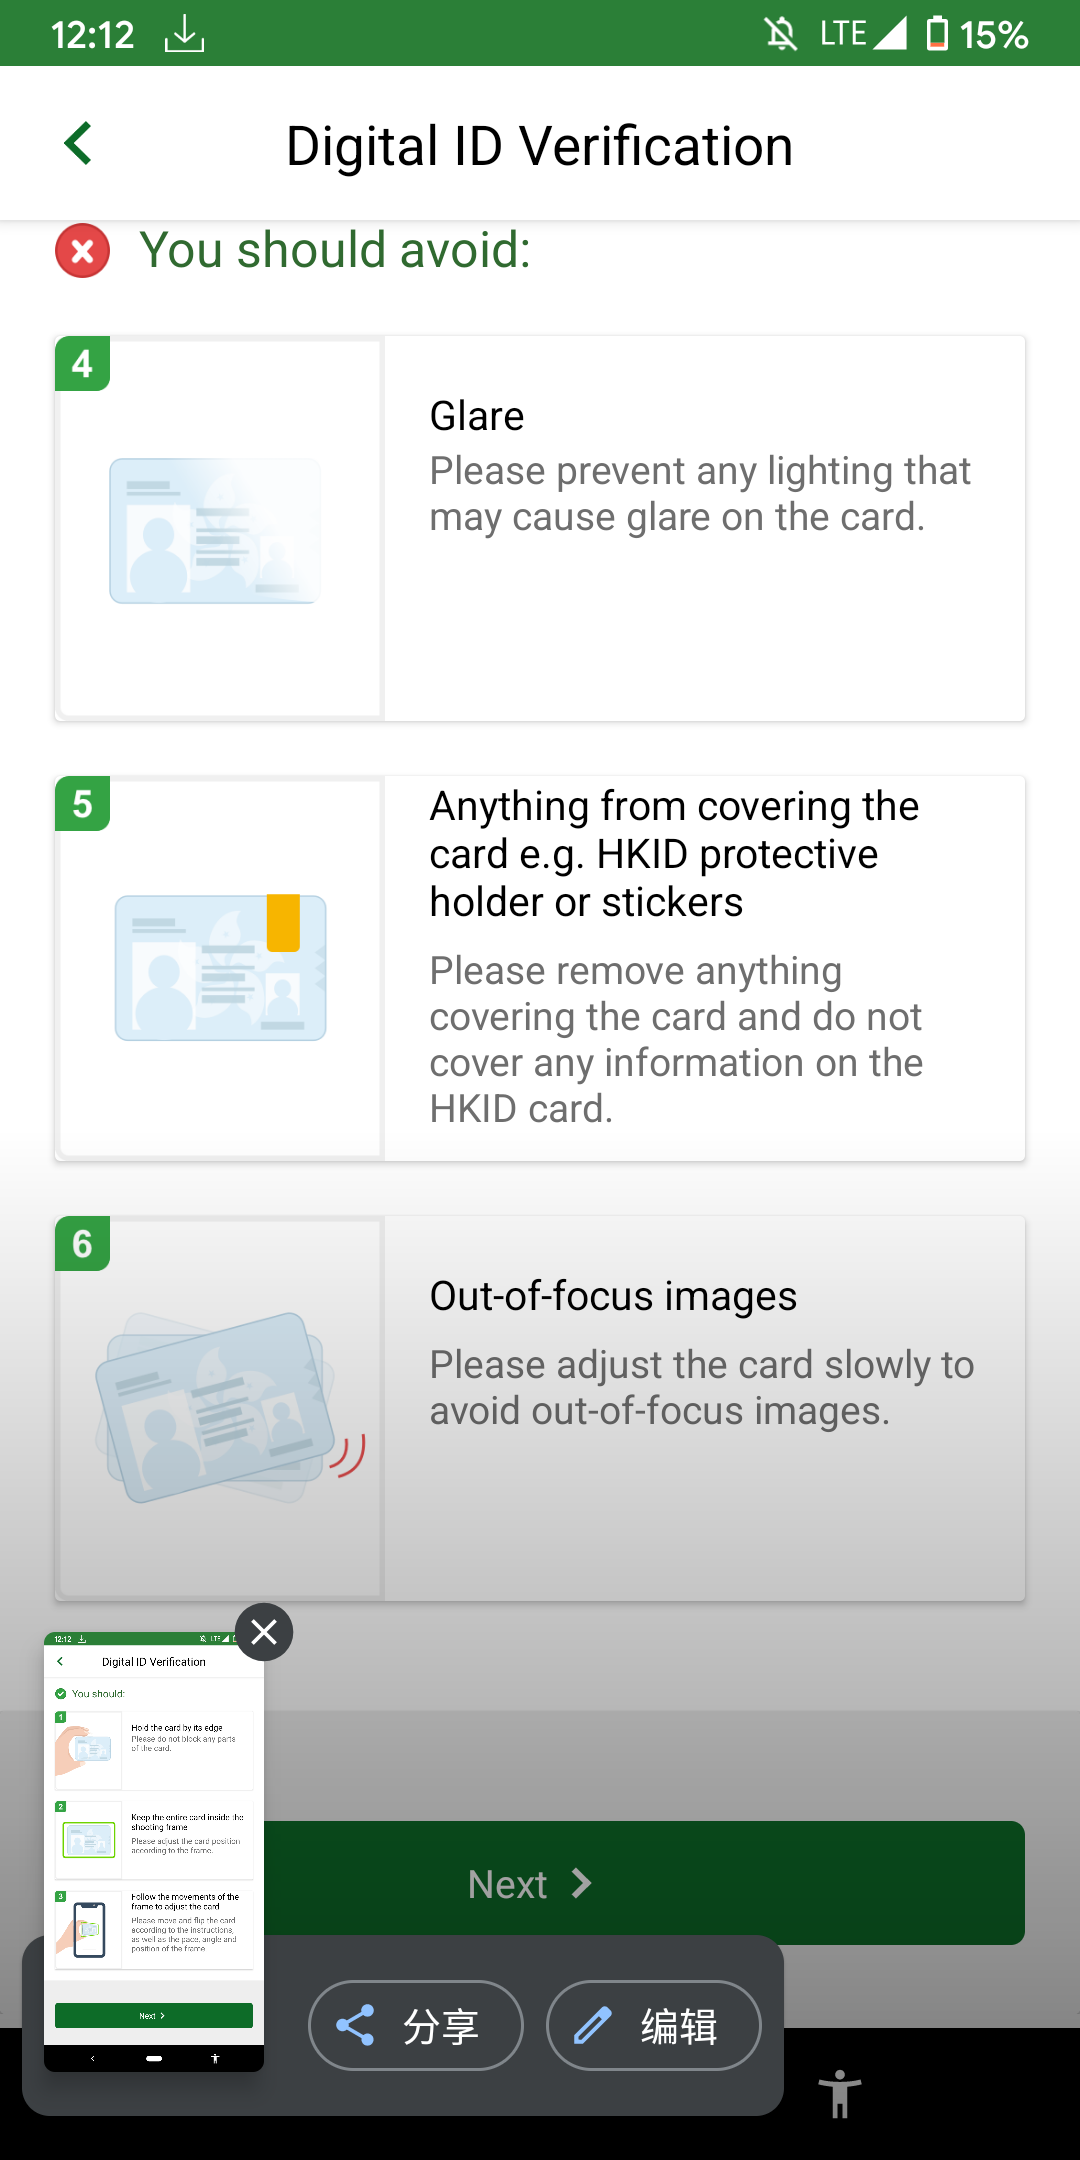 12:12
LTE
15%
Digital ID Verification
You should avoid:
4
Glare
Please prevent any lighting that
may cause glare on the card.
5
Anything from covering the
card e.g. HKID protective
holder or stickers
Please remove anything
covering the card and do not
cover any information on the
HKID card.
6
Out-of-focus images
Please adjust the card slowly to
avoid out-of-focus images.
12:12
LTE
Digital ID Verification
You should:
1
Hold the card by its edge
Please do not block any parts
of the card.
2
Keep the entire card inside the
shooting frame
Please adjust the card position
according to the frame.
3
Follow the movements of the
frame to adjust the card
Please move and flip the card
according to the instructions,
as well as the pace, angle and
position of the frame
Next
Next
分享
编辑